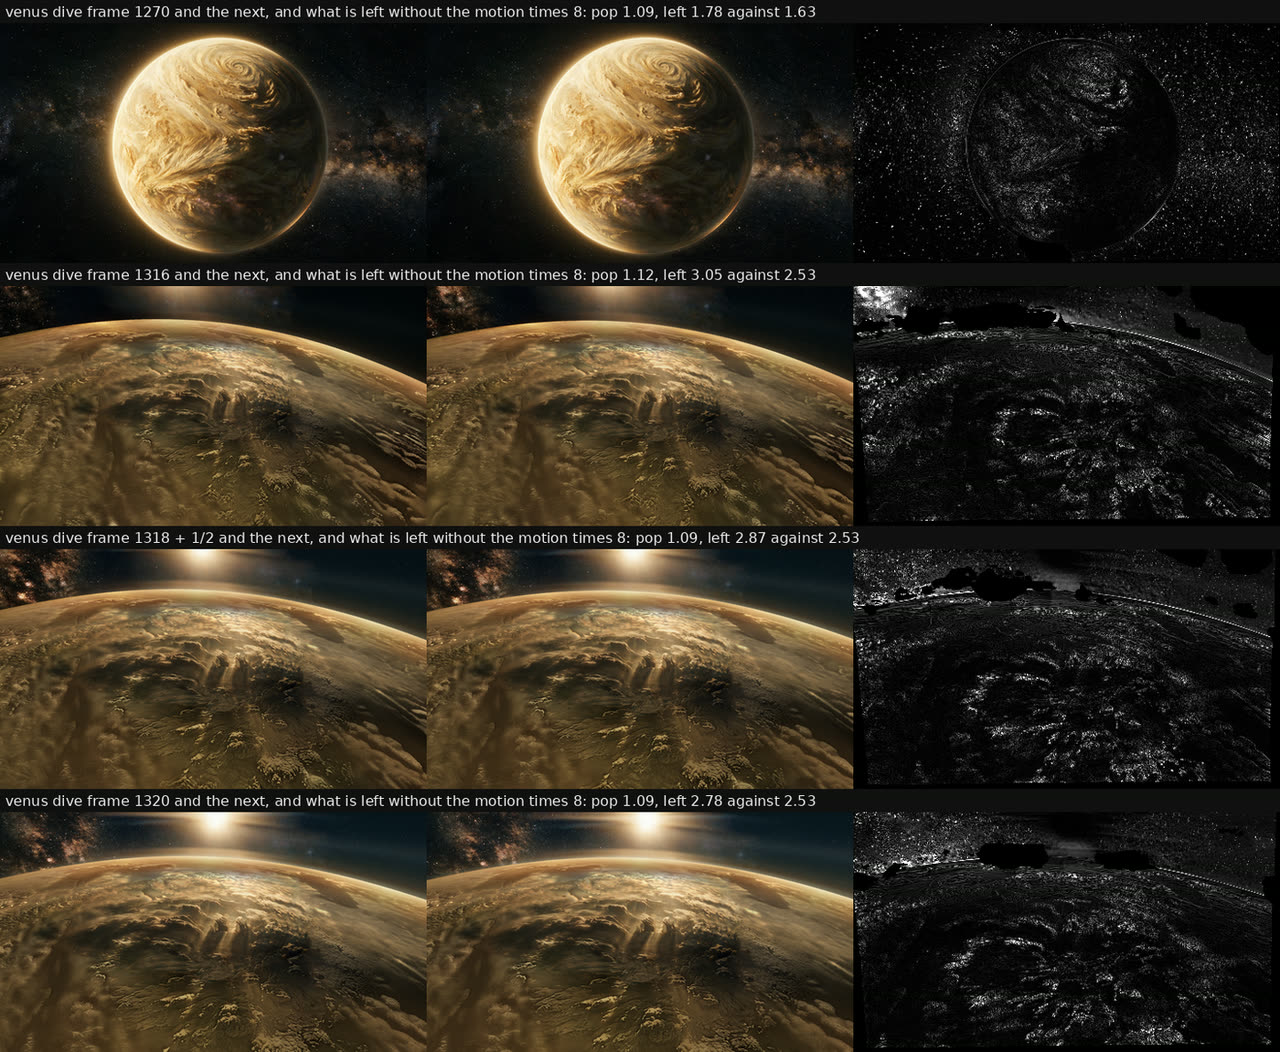 venus dive frame 1270 and the next, and what is left without the motion times 8: pop 1.09, left 1.78 against 1.63
venus dive frame 1316 and the next, and what is left without the motion times 8: pop 1.12, left 3.05 against 2.53
venus dive frame 1318 + 1/2 and the next, and what is left without the motion times 8: pop 1.09, left 2.87 against 2.53
venus dive frame 1320 and the next, and what is left without the motion times 8: pop 1.09, left 2.78 against 2.53